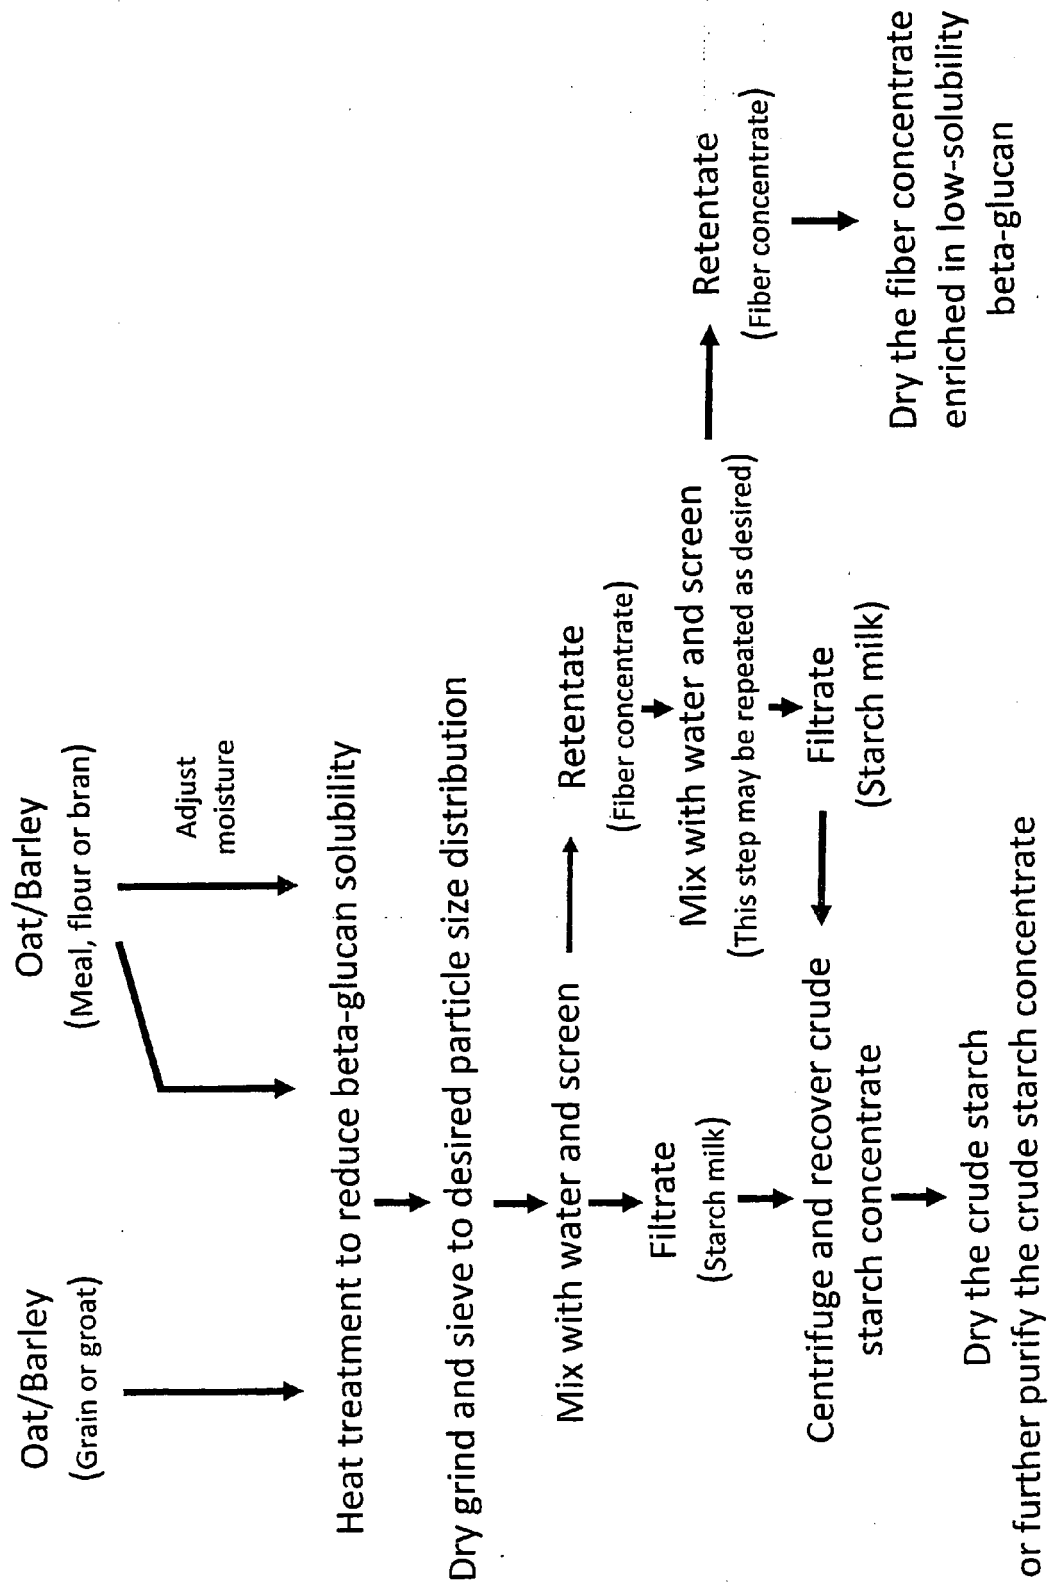 Oat/Barley
(Grain or groat)
Oat/Barley
(Meal, flour or bran)
Adjust
moisture
Heat treatment to reduce beta-glucan solubility
Dry grind and sieve to desired particle size distribution
Mix with water and screen
Retentate
(Fiber concentrate)
Filtrate
(Starch milk)
Mix with water and screen
(This step may be repeated as desired)
Retentate
(Fiber concentrate)
Filtrate
(Starch milk)
Centrifuge and recover crude
starch concentrate
Dry the fiber concentrate
enriched in low-solubility
beta-glucan
Dry the crude starch
or further purify the crude starch concentrate